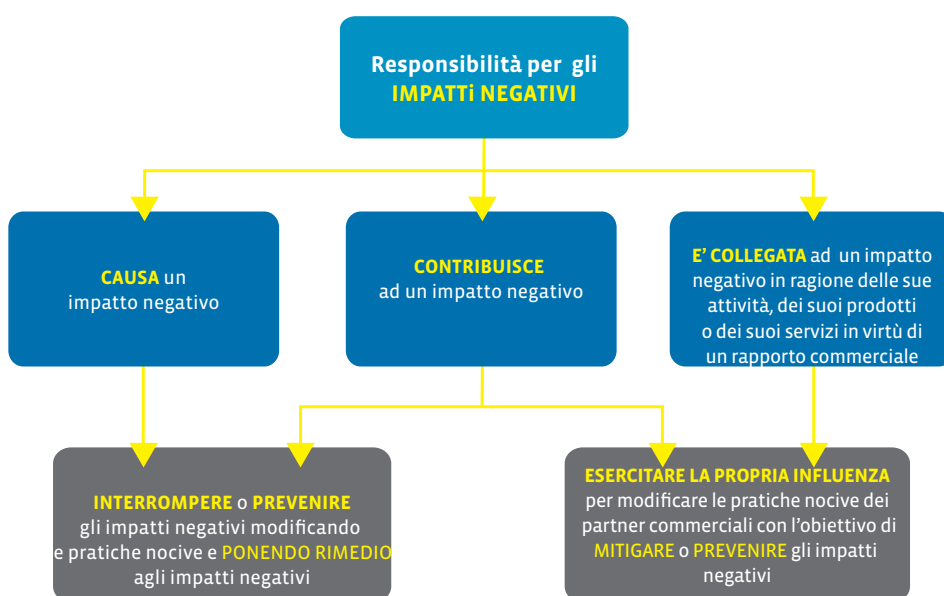 Responsabilità per gli
IMPATTi NEGATIVI
CAUSA un
impatto negativo
CONTRIBUISCE
ad un impatto negativo
E' COLLEGATA ad un impatto
negativo in ragione delle sue
attività, dei suoi prodotti
o dei suoi servizi in virtù di
un rapporto commerciale
INTERROMPERE o PREVENIRE
gli impatti negativi modificando
e pratiche nocive e PONENDO RIMEDIO
agli impatti negativi
ESERCITARE LA PROPRIA INFLUENZA
per modificare le pratiche nocive dei
partner commerciali con l'obiettivo di
MITIGARE o PREVENIRE gli impatti
negativi